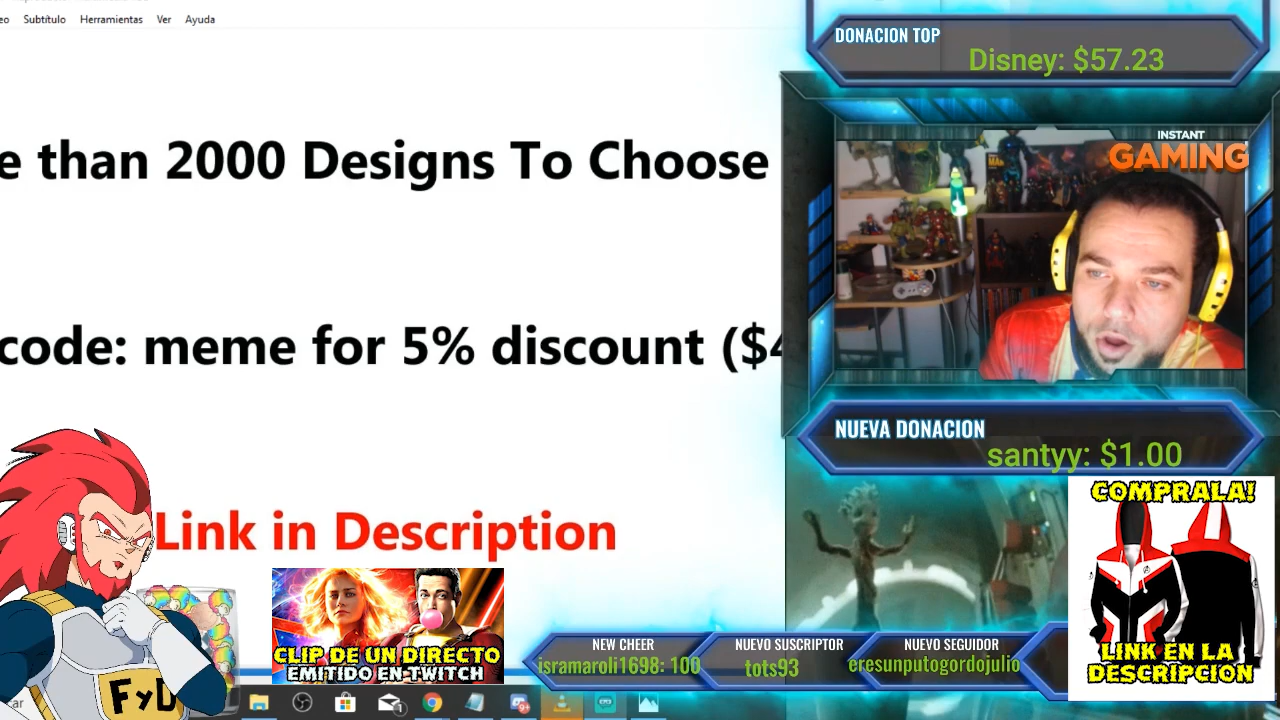 Subtítulo Herramientas Ver Ayuda
DONACION TOP
Disney: $57.23
INSTANT
GAMING
than 2000 Designs To Choose
code: meme for 5% discount
NUEVA DONACION
santyy: $1.00
COMPRALA!
Link in Description
LINK EN LA
DESCRIPCION
CLIP DE UN DIRECTO
EMITIDO EN TWITCH
NEW CHEER
isramaroli1698: 100
NUEVO SUSCRIPTOR
tots93
NUEVO SEGUIDOR
eresunputogordojulio
FyD